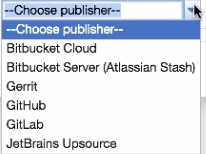 --Choose publisher--
--Choose publisher--
Bitbucket Cloud
Bitbucket Server (Atlassian Stash)
Gerrit
GitHub
GitLab
JetBrains Upsource